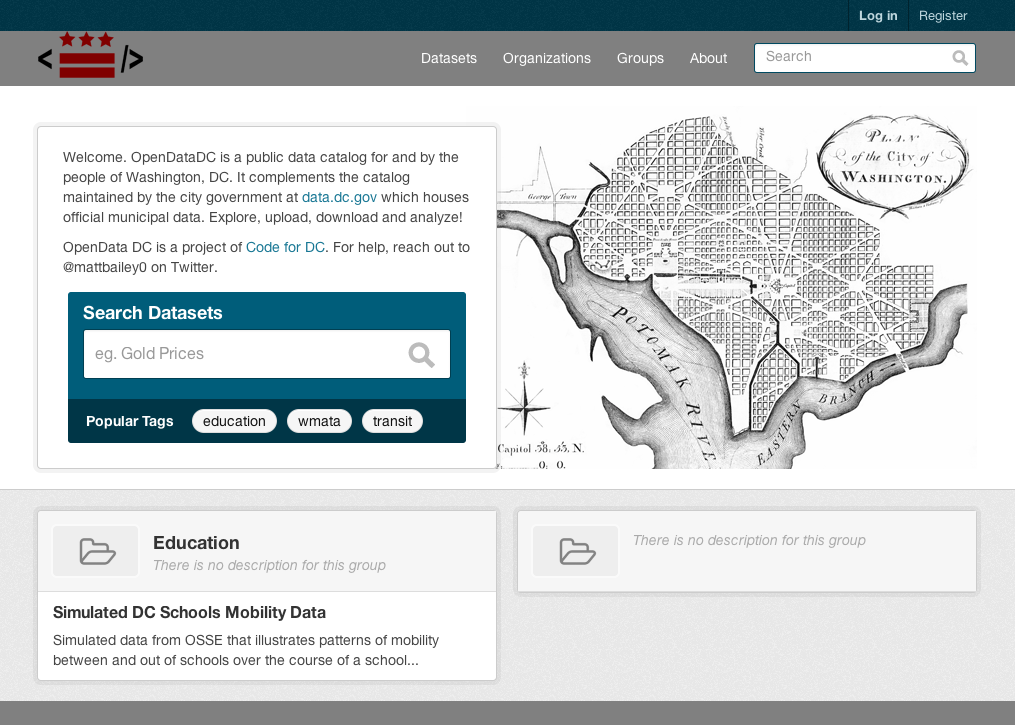 Log in Register
</>
Datasets Organizations Groups About Search
Welcome. OpenDataDC is a public data catalog for and by the
people of Washington, DC. It complements the catalog
maintained by the city government at data.dc.gov which houses
official municipal data. Explore, upload, download and analyze!
OpenData DC is a project of Code for DC. For help, reach out to
@mattbailey0 on Twitter.
Search Datasets
eg. Gold Prices
Popular Tags education wmata transit
PLAN
of the City of
WASHINGTON.
George Town
POTOMAK RIVE
EASTERN BRANCH
Capitol 38. 53. N.
0. 0.
Education
There is no description for this group
Simulated DC Schools Mobility Data
Simulated data from OSSE that illustrates patterns of mobility
between and out of schools over the course of a school...
There is no description for this group